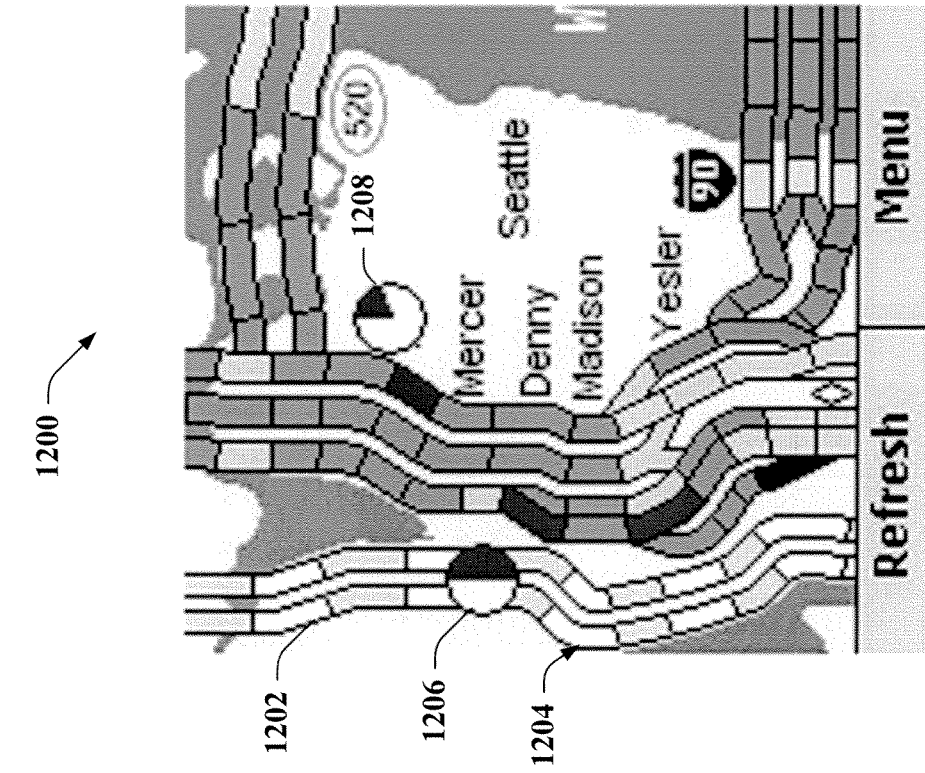 1200
520
1208
Mercer
Seattle
Denny
Madison
Yesler
90
1202
1206
1204
Refresh
Menu